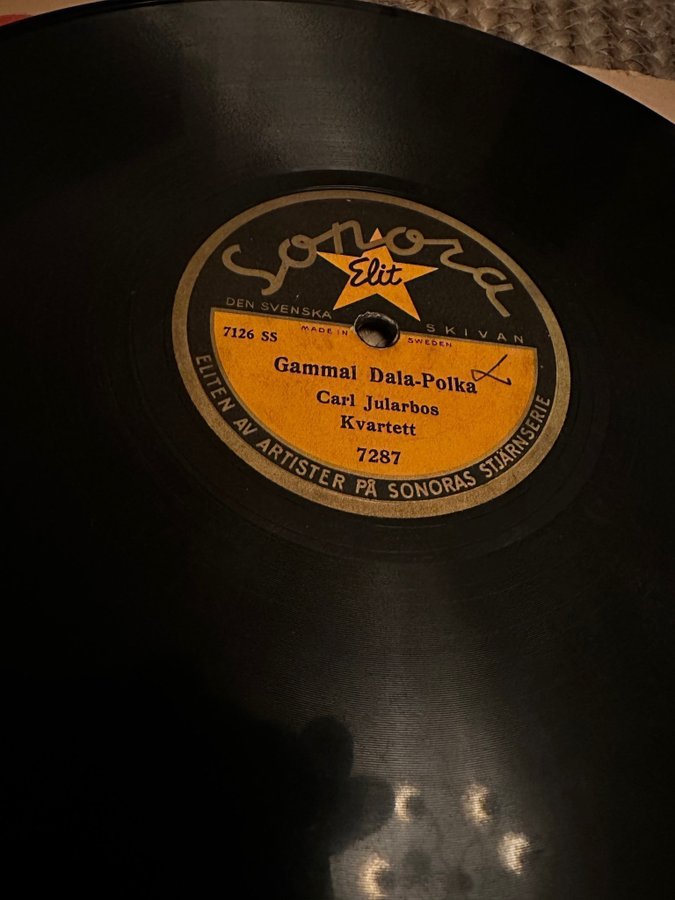 Sonora
Elit
DEN SVENSKA SKIVAN
MADE IN SWEDEN
7126 SS
Gammal Dala-Polka
Carl Jularbos
Kvartett
7287
ELITEN AV ARTISTER PÅ SONORAS STJÄRNSERIE